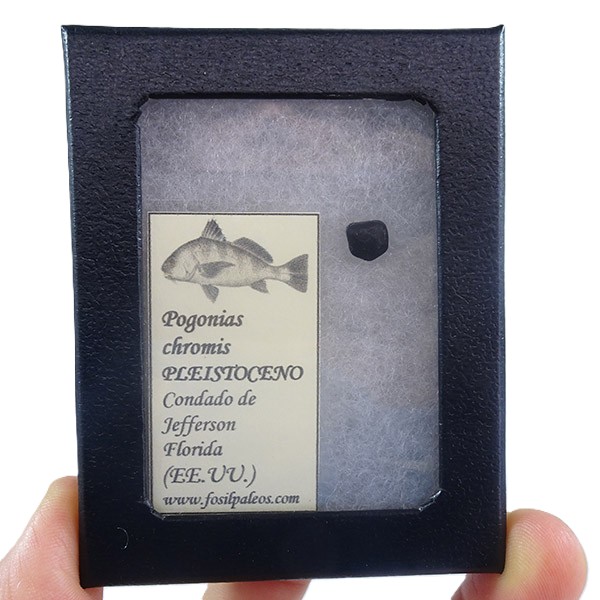 Pogonias
chromis
PLEISTOCENO
Condado de
Jefferson
Florida
(EE.UU.)
www.fosilpaleos.com